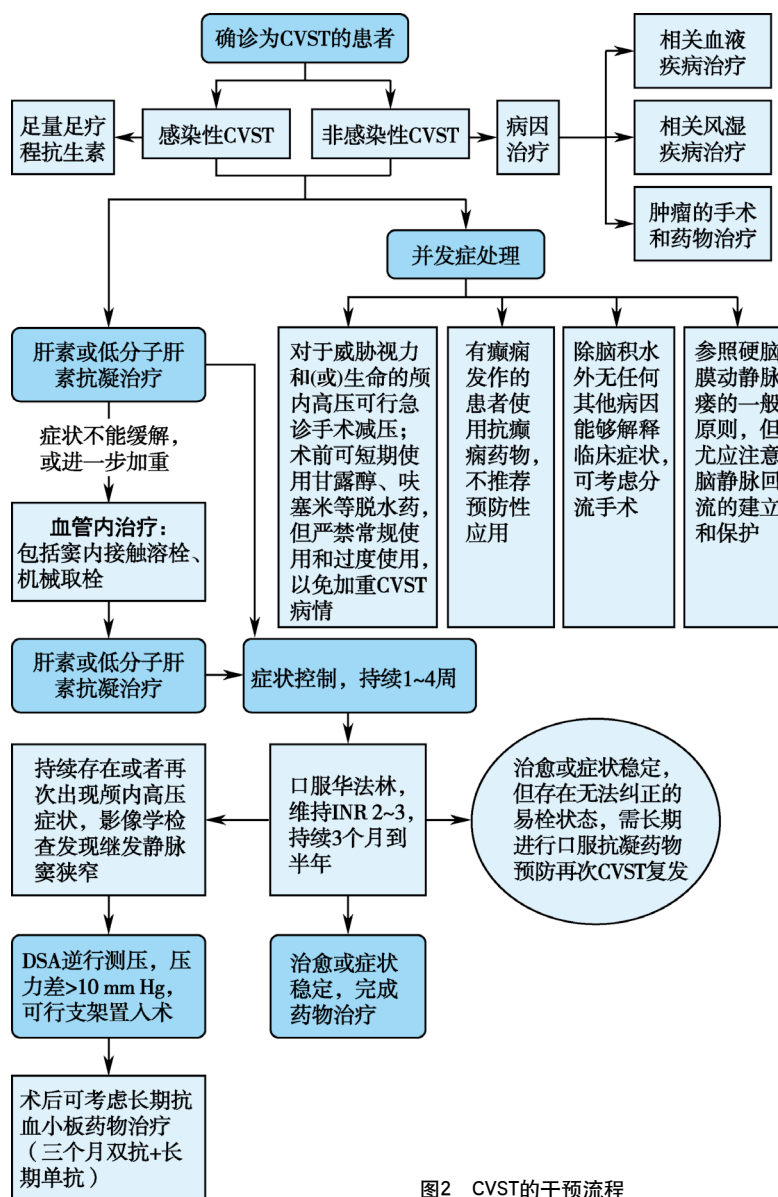 确诊为CVST的患者
相关血液
疾病治疗
足量足疗
程抗生素
感染性CVST
非感染性CVST
病因
治疗
相关风湿
疾病治疗
肿瘤的手术
和药物治疗
并发症处理
肝素或低分子肝
素抗凝治疗
对于威胁视力
和(或)生命的颅
内高压可行急
诊手术减压；
术前可短期使
用甘露醇、呋
塞米等脱水药，
但严禁常规使
用和过度使用，
以免加重CVST
病情
有癫痫
发作的
患者使
用抗癫
痫药物，
不推荐
预防性
应用
除脑积水
外无任何
其他病因
能够解释
临床症状，
可考虑分
流手术
参照硬脑
膜动静脉
瘘的一般
原则，但
尤应注意
脑静脉回
流的建立
和保护
症状不能缓解，
或进一步加重
血管内治疗：
包括窦内接触溶栓、
机械取栓
肝素或低分子肝
素抗凝治疗
症状控制，持续1~4周
持续存在或者再
次出现颅内高压
症状，影像学检
查发现继发静脉
窦狭窄
口服华法林，
维持INR 2~3，
持续3个月到
半年
治愈或症状稳定，
但存在无法纠正的
易栓状态，需长期
进行口服抗凝药物
预防再次CVST复发
DSA逆行测压，压
力差>10 mm Hg，
可行支架置入术
治愈或症状
稳定，完成
药物治疗
术后可考虑长期抗
血小板药物治疗
（三个月双抗+长
期单抗）
图2 CVST的干预流程